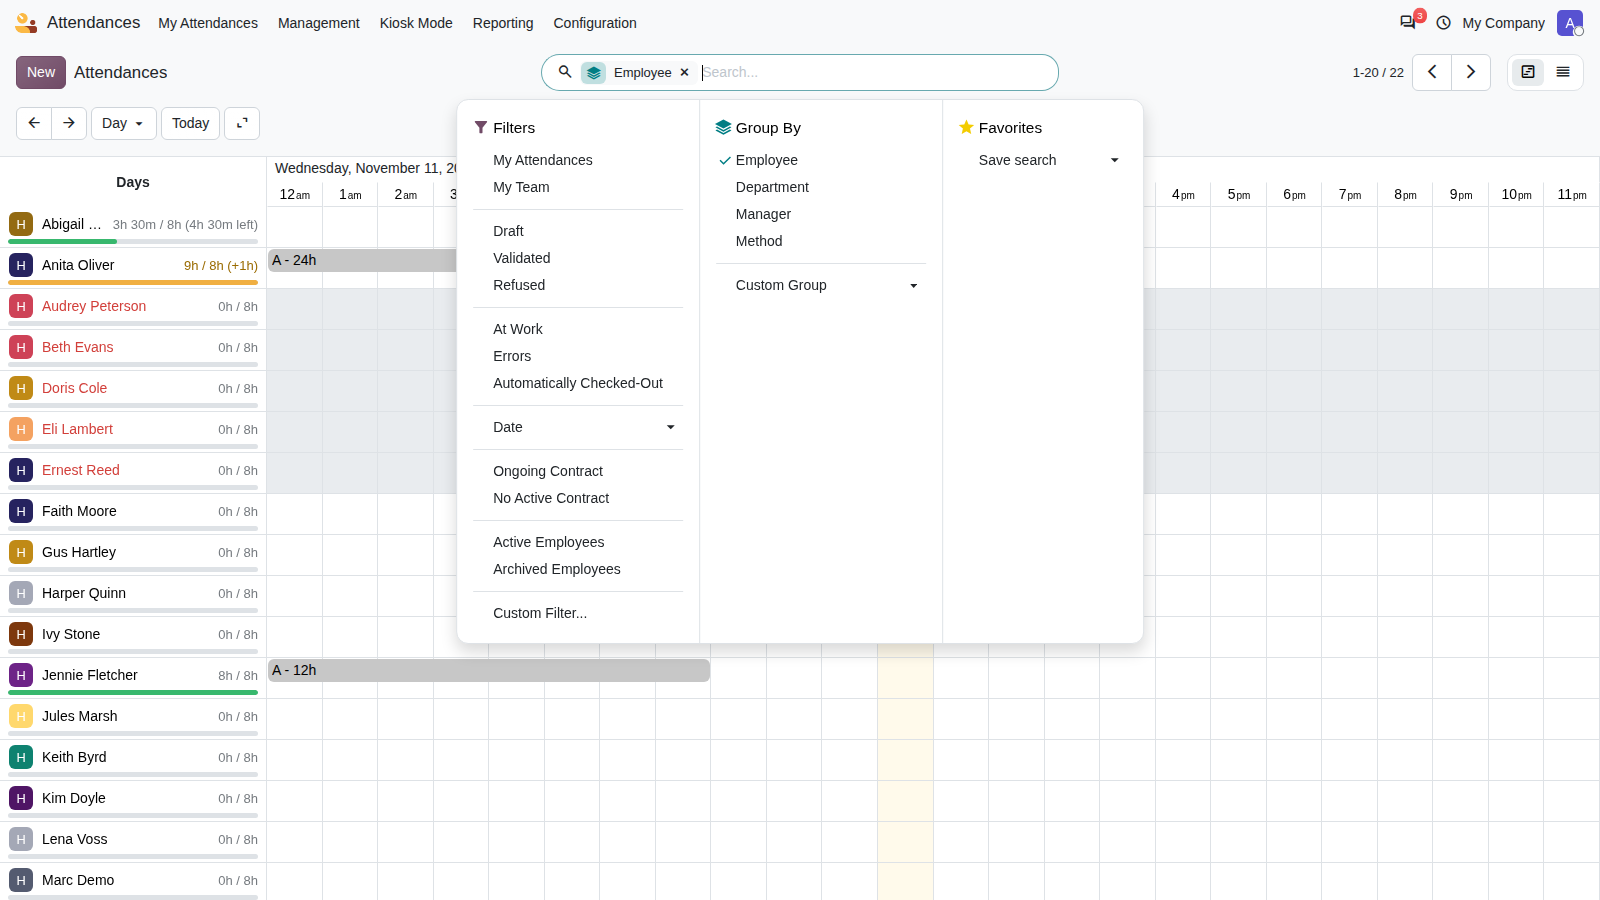 Attendances My Attendances Management Kiosk Mode Reporting Configuration 3 My Company A
New Attendances Employee Search... 1-20 / 22
Day Today
Filters
My Attendances
My Team
Draft
Validated
Refused
At Work
Errors
Automatically Checked-Out
Date
Ongoing Contract
No Active Contract
Active Employees
Archived Employees
Custom Filter...
Group By
Employee
Department
Manager
Method
Custom Group
Favorites
Save search
Days
Wednesday, November 11, 20
12am 1am 2am 3 4pm 5pm 6pm 7pm 8pm 9pm 10pm 11pm
H Abigail ... 3h 30m / 8h (4h 30m left)
H Anita Oliver 9h / 8h (+1h) A - 24h
H Audrey Peterson 0h / 8h
H Beth Evans 0h / 8h
H Doris Cole 0h / 8h
H Eli Lambert 0h / 8h
H Ernest Reed 0h / 8h
H Faith Moore 0h / 8h
H Gus Hartley 0h / 8h
H Harper Quinn 0h / 8h
H Ivy Stone 0h / 8h
H Jennie Fletcher 8h / 8h A - 12h
H Jules Marsh 0h / 8h
H Keith Byrd 0h / 8h
H Kim Doyle 0h / 8h
H Lena Voss 0h / 8h
H Marc Demo 0h / 8h